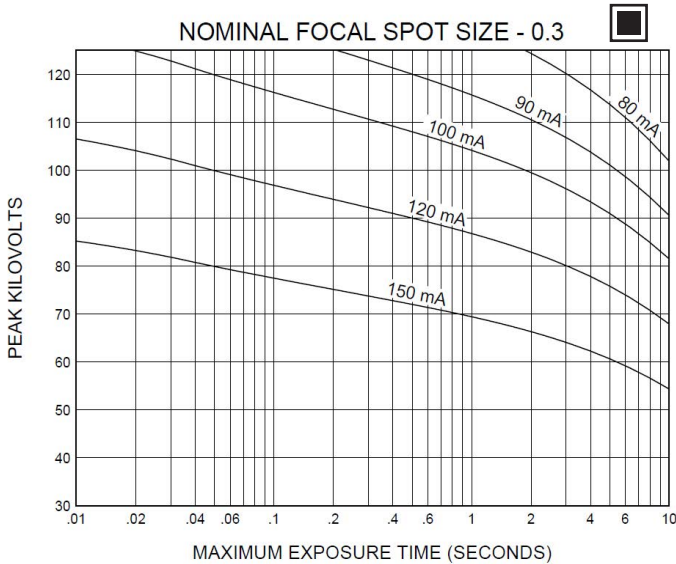 NOMINAL FOCAL SPOT SIZE - 0.3
120
110
100
90
80
70
60
50
40
30
PEAK KILOVOLTS
80 mA
90 mA
100 mA
120 mA
150 mA
.01 .02 .04 .06 .1 .2 .4 .6 1 2 4 6 10
MAXIMUM EXPOSURE TIME (SECONDS)